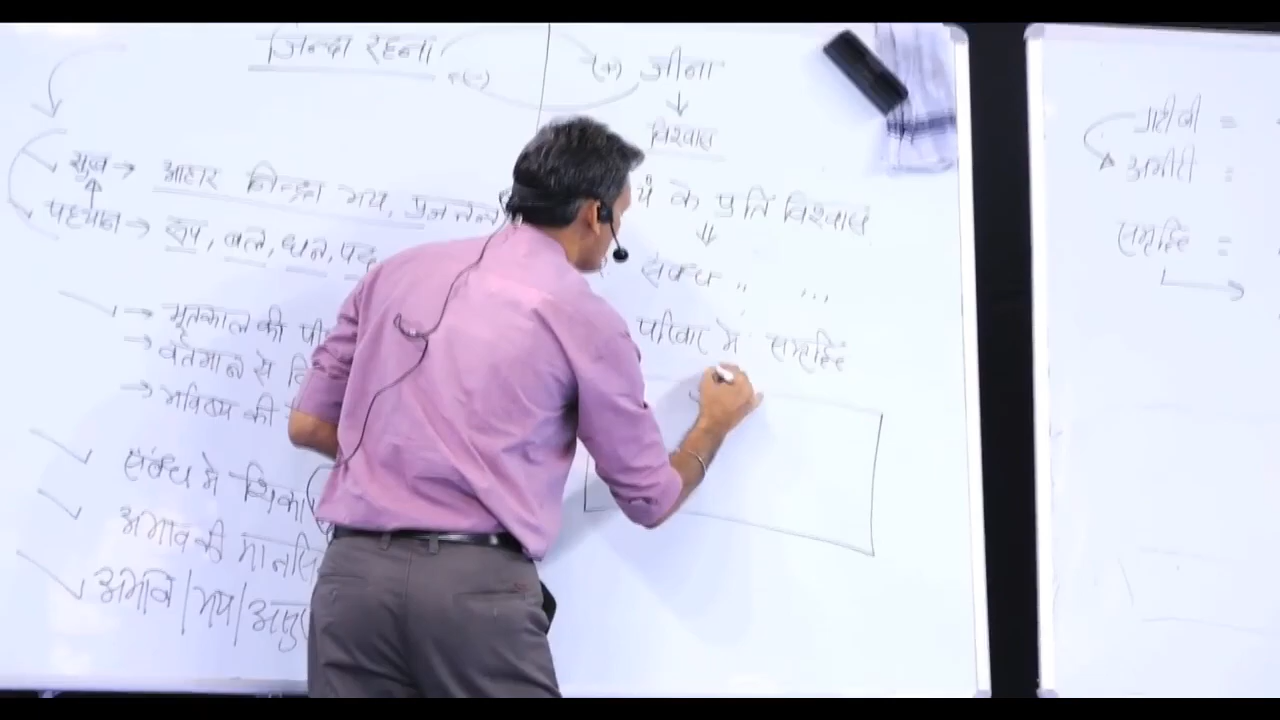 जिन्दा रहना (-) (+) जीना
विश्वास
सुख → आहार निन्द्रा भय, प्रजनन
के प्रति विश्वास
पहचान → रूप, बल, धन, पद
संबंध " ...
→ भूतकाल की पी
परिवार में समृद्धि
→ वर्तमान से वि
→ भविष्य की
संबंध में शिका
अभाव की मानसि
अभाव | भय | असु
गरीबी =
अमीरी =
समृद्धि =